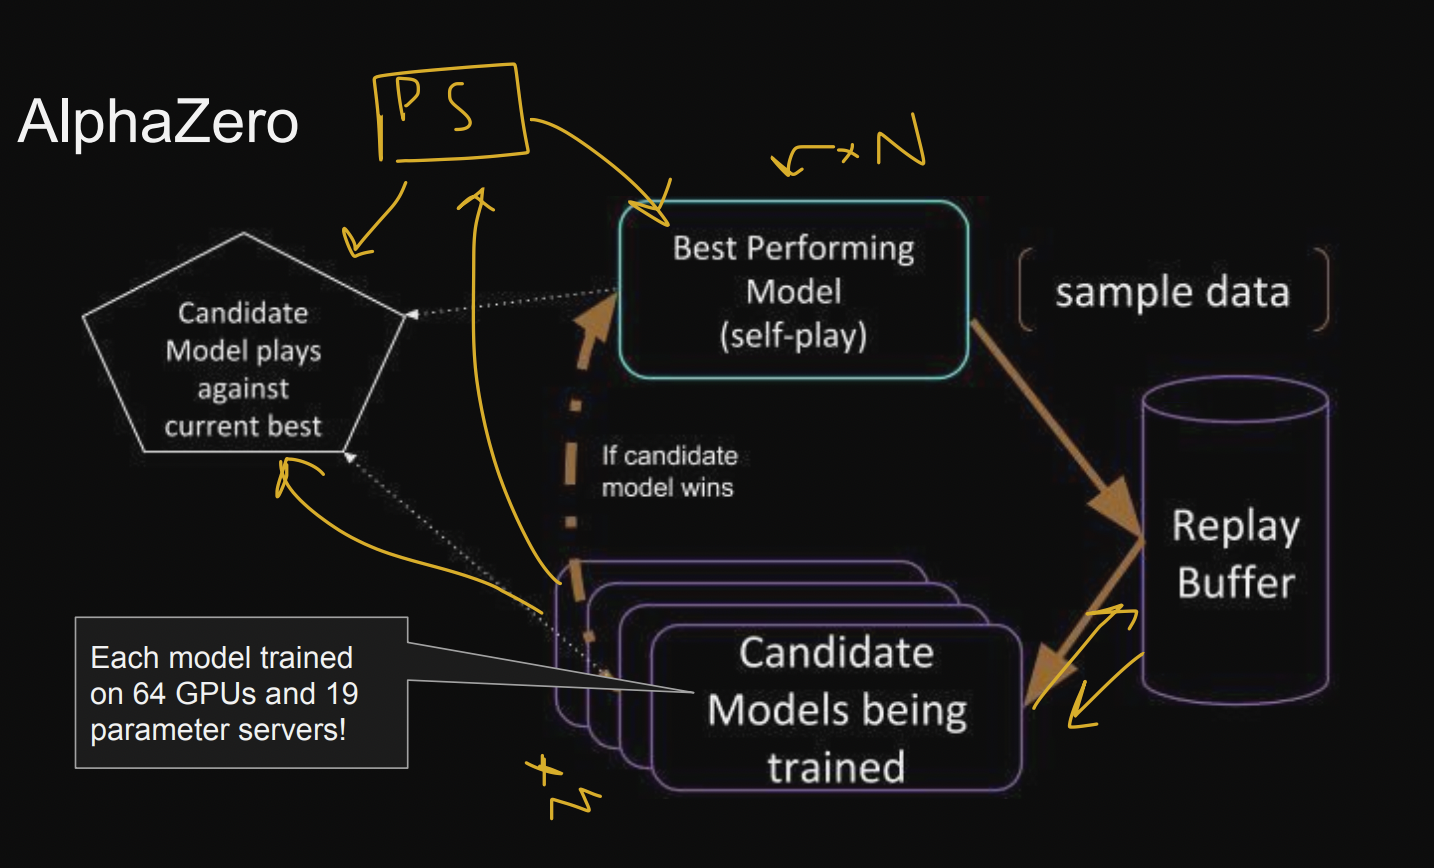 AlphaZero
P S
x N
Best Performing
Model
(self-play)
sample data
Candidate
Model plays
against
current best
If candidate
model wins
Replay
Buffer
Each model trained
on 64 GPUs and 19
parameter servers!
Candidate
Models being
trained